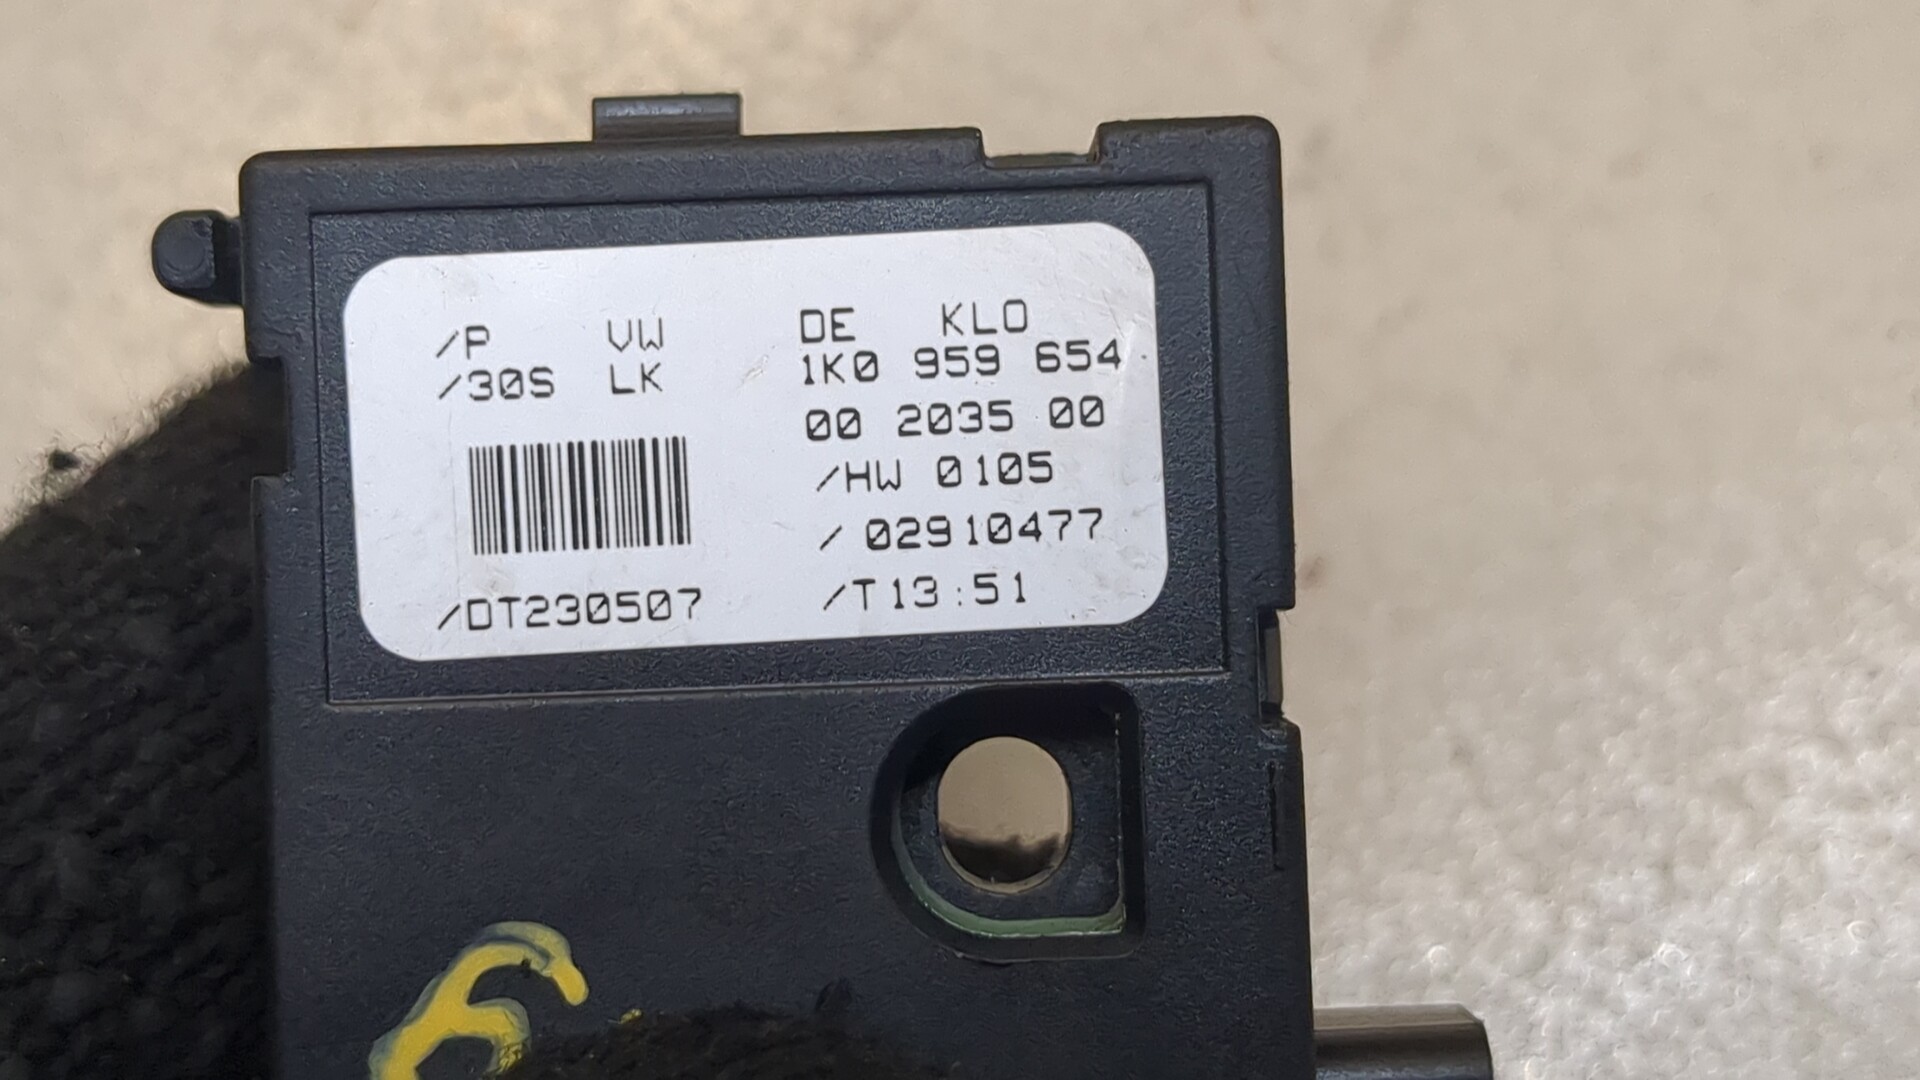 /P VW DE KLO
/30S LK 1K0 959 654
00 2035 00
/HW 0105
/ 02910477
/DT230507 /T13:51